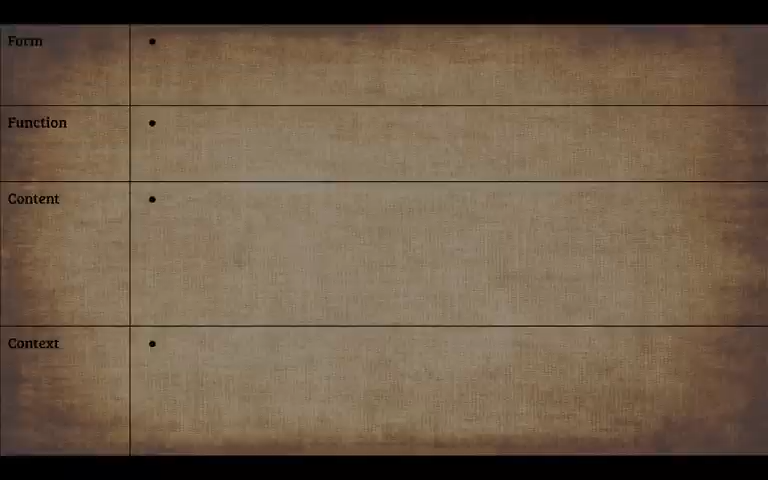 Form
•
Function
•
Content
•
Context
•